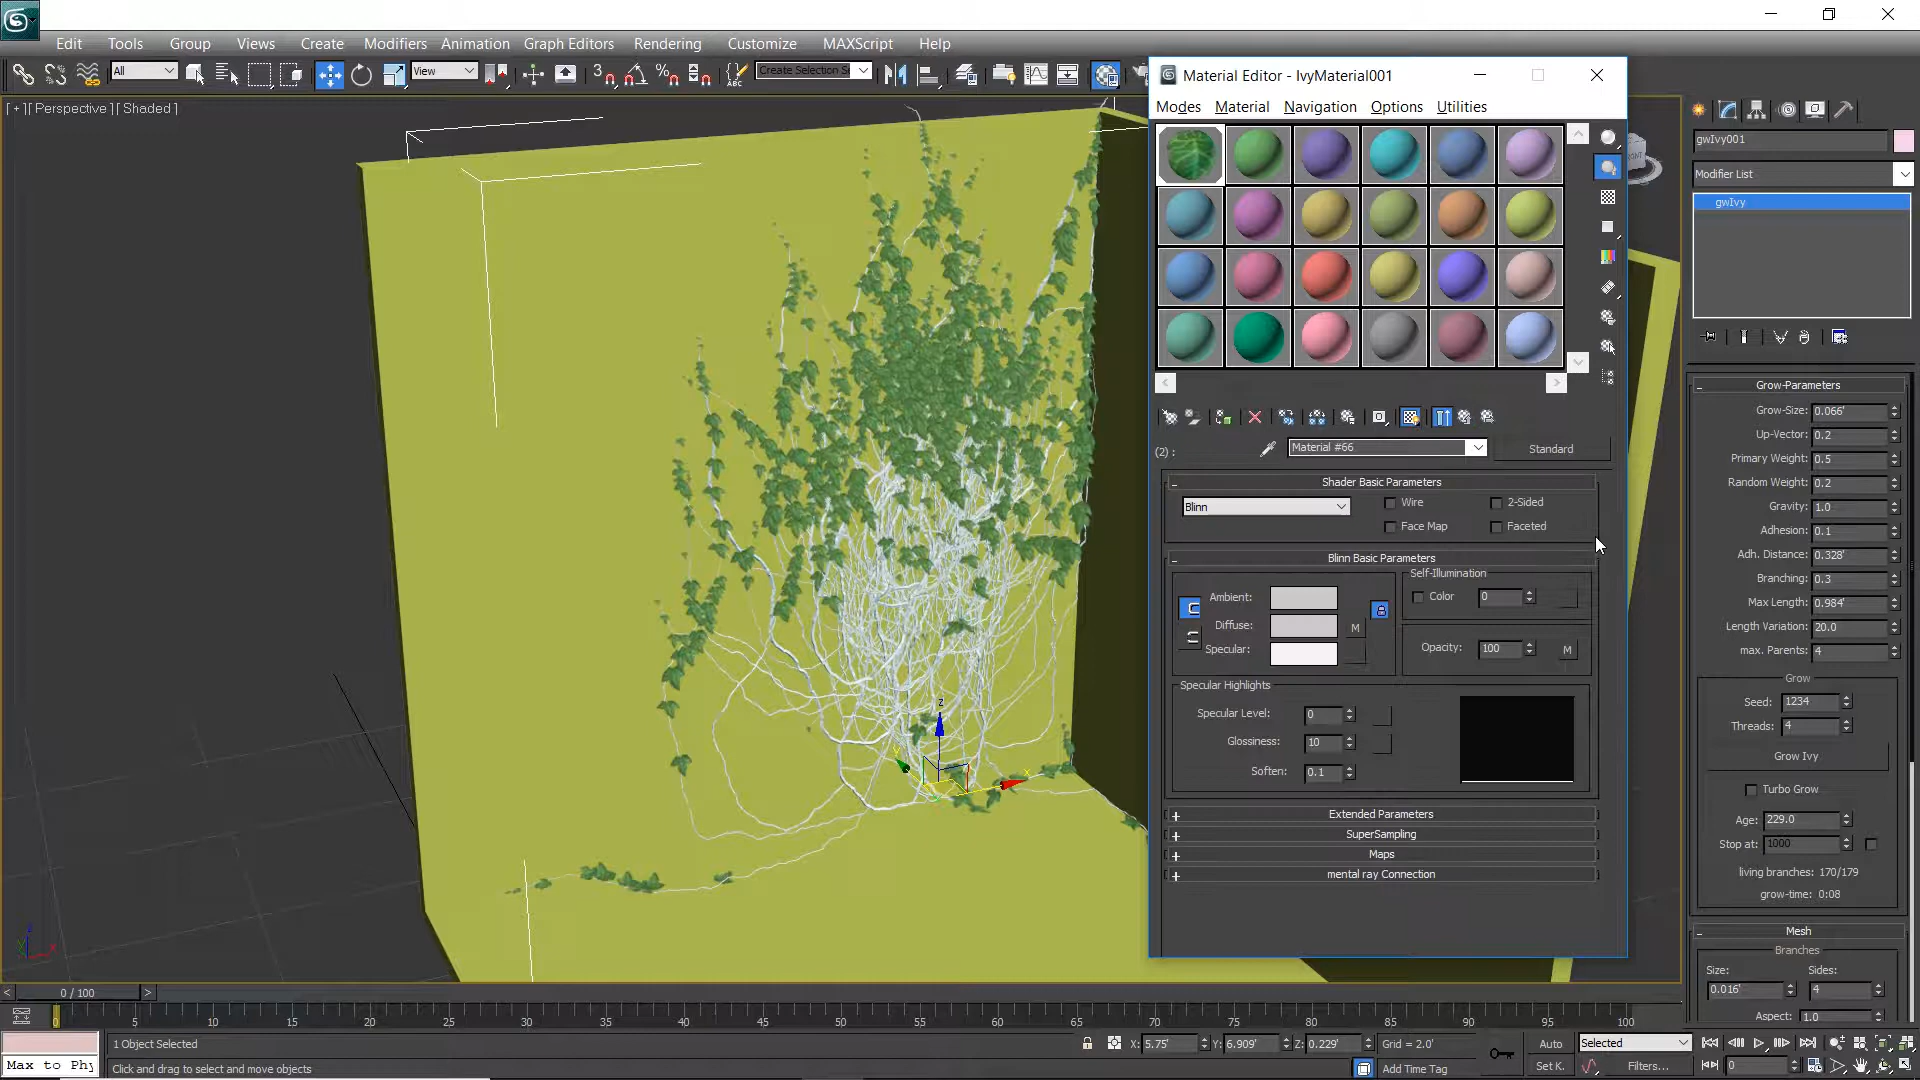 Edit Tools Group Views Create Modifiers Animation Graph Editors Rendering Customize MAXScript Help
All View Create Selection S
[ + ][ Perspective ][ Shaded ]
Material Editor - IvyMaterial001
Modes Material Navigation Options Utilities
(2) : Material #66 Standard
Shader Basic Parameters
Blinn Wire 2-Sided
Face Map Faceted
Blinn Basic Parameters
Self-Illumination
Ambient: Color 0
Diffuse: M
Specular: Opacity: 100 M
Specular Highlights
Specular Level: 0
Glossiness: 10
Soften: 0.1
Extended Parameters
SuperSampling
Maps
mental ray Connection
gwIvy001
Modifier List
gwIvy
Grow-Parameters
Grow-Size: 0.066'
Up-Vector: 0.2
Primary Weight: 0.5
Random Weight: 0.2
Gravity: 1.0
Adhesion: 0.1
Adh. Distance: 0.328'
Branching: 0.3
Max Length: 0.984'
Length Variation: 20.0
max. Parents: 4
Grow
Seed: 1234
Threads: 4
Grow Ivy
Turbo Grow
Age: 229.0
Stop at: 1000
living branches: 170/179
grow-time: 0:08
Mesh
Branches
Size: Sides:
0.016' 4
Aspect: 1.0
z
x
0 / 100
0 5 10 15 20 25 30 35 40 45 50 55 60 65 70 75 80 85 90 95 100
1 Object Selected X: 5.75' Y: 6.909' Z: 0.229' Grid = 2.0' Auto Selected
Max to Phy Click and drag to select and move objects Add Time Tag Set K. Filters... 0